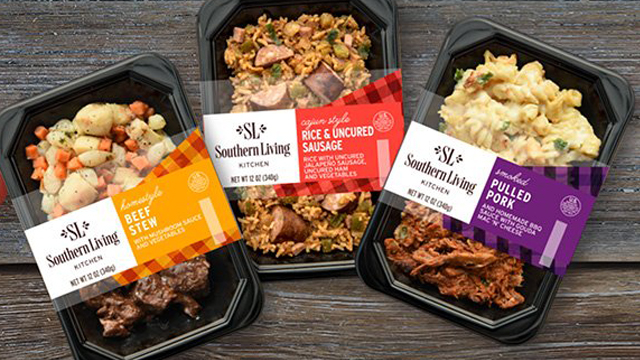 SL
Southern Living
KITCHEN
NET WT 12 OZ (340g)
homestyle
BEEF
STEW
WITH MUSHROOM SAUCE
AND VEGETABLES
SL
Southern Living
KITCHEN
NET WT 12 OZ (340g)
cajun style
RICE & UNCURED
SAUSAGE
RICE WITH UNCURED
JALAPEÑO SAUSAGE,
UNCURED HAM
AND VEGETABLES
SL
Southern Living
KITCHEN
NET WT 12 OZ (340g)
smoked
PULLED
PORK
AND HOMEMADE BBQ
SAUCE WITH GOUDA
MAC 'N' CHEESE